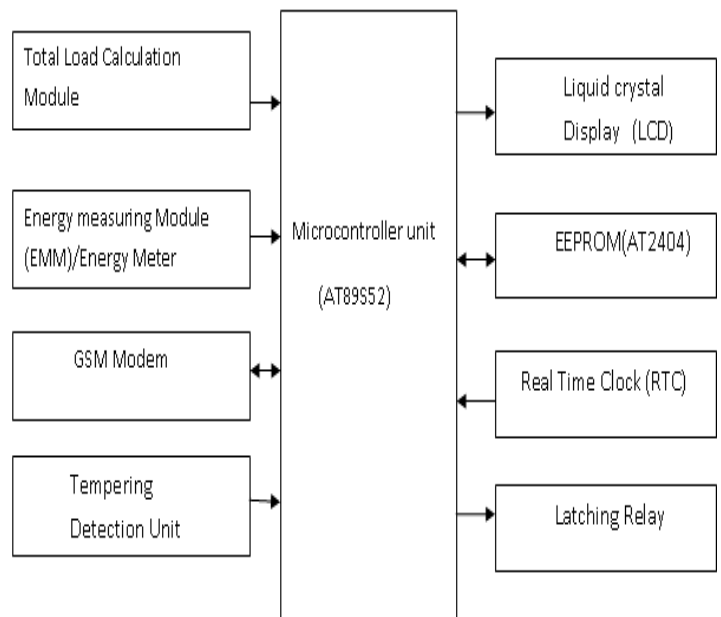 Total Load Calculation
Module
Energy measuring Module
(EMM)/Energy Meter
GSM Modem
Tempering
Detection Unit
Microcontroller unit
(AT89S52)
Liquid crystal
Display (LCD)
EEPROM(AT2404)
Real Time Clock (RTC)
Latching Relay